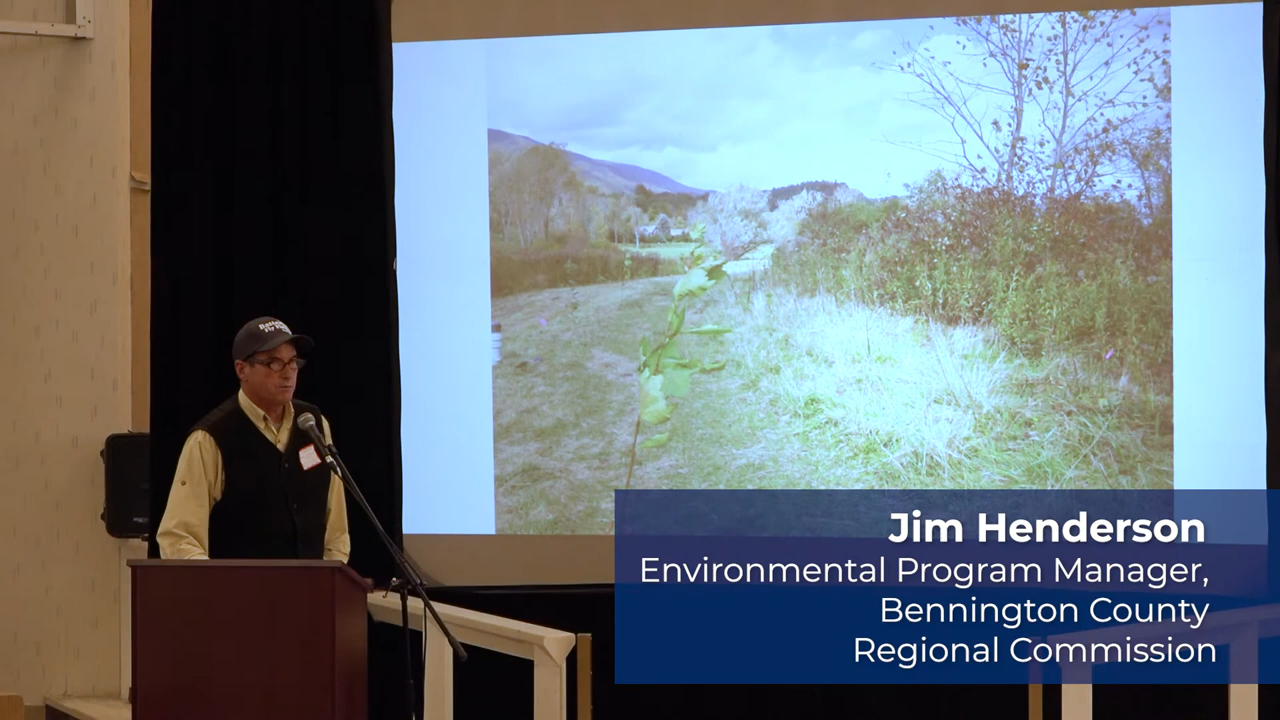 Jim Henderson
Environmental Program Manager,
Bennington County
Regional Commission